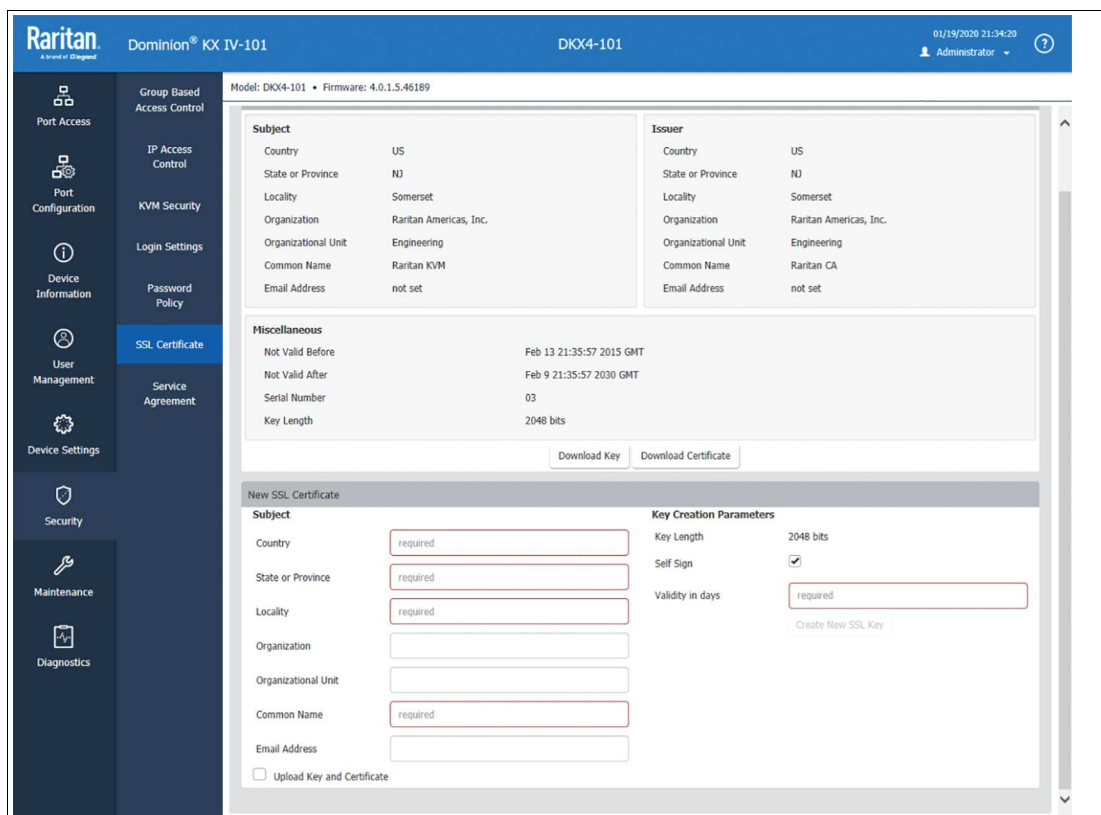 Raritan.
A brand of legrand
Dominion® KX IV-101
DKX4-101
01/19/2020 21:34:20
Administrator
?
Port Access
Port
Configuration
Device
Information
User
Management
Device Settings
Security
Maintenance
Diagnostics
Group Based
Access Control
IP Access
Control
KVM Security
Login Settings
Password
Policy
SSL Certificate
Service
Agreement
Model: DKX4-101 • Firmware: 4.0.1.5.46189
Subject
Country US
State or Province NJ
Locality Somerset
Organization Raritan Americas, Inc.
Organizational Unit Engineering
Common Name Raritan KVM
Email Address not set
Issuer
Country US
State or Province NJ
Locality Somerset
Organization Raritan Americas, Inc.
Organizational Unit Engineering
Common Name Raritan CA
Email Address not set
Miscellaneous
Not Valid Before Feb 13 21:35:57 2015 GMT
Not Valid After Feb 9 21:35:57 2030 GMT
Serial Number 03
Key Length 2048 bits
Download Key Download Certificate
New SSL Certificate
Subject
Country required
State or Province required
Locality required
Organization
Organizational Unit
Common Name required
Email Address
Upload Key and Certificate
Key Creation Parameters
Key Length 2048 bits
Self Sign
Validity in days required
Create New SSL Key